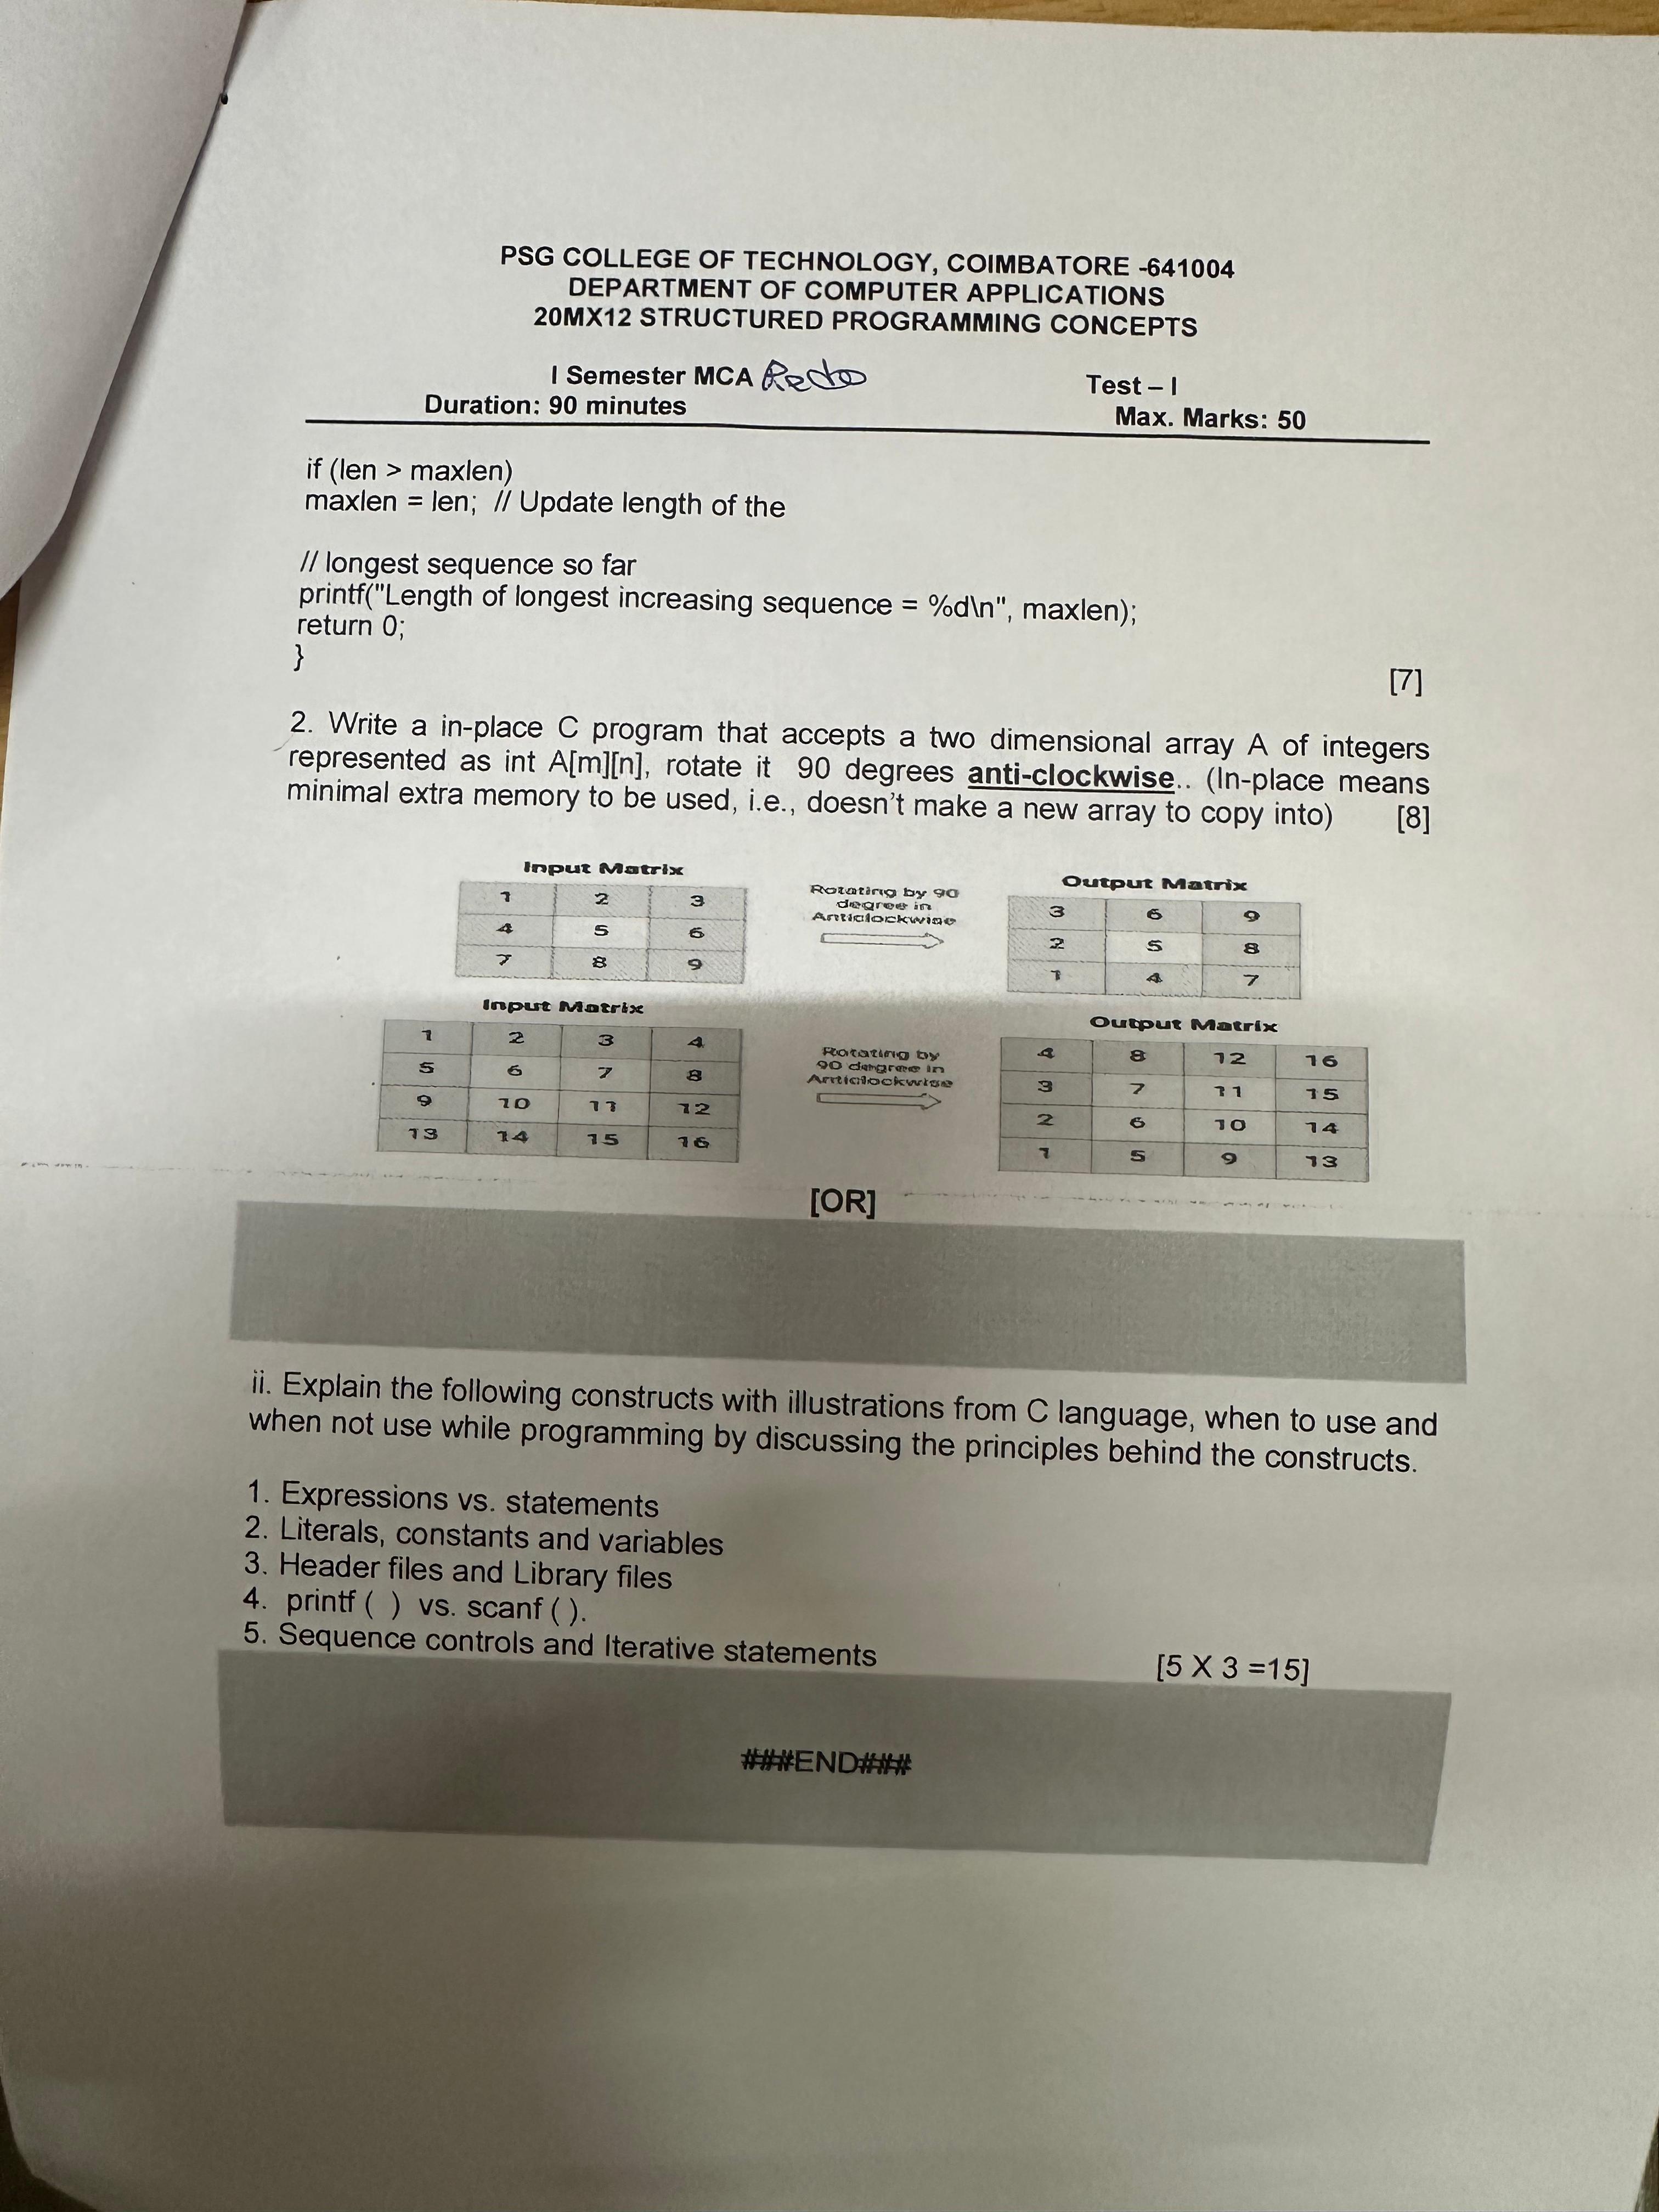 PSG COLLEGE OF TECHNOLOGY, COIMBATORE -641004
DEPARTMENT OF COMPUTER APPLICATIONS
20MX12 STRUCTURED PROGRAMMING CONCEPTS
I Semester MCA Redo Test – I
Duration: 90 minutes Max. Marks: 50
if (len > maxlen)
maxlen = len; // Update length of the
// longest sequence so far
printf("Length of longest increasing sequence = %d\n", maxlen);
return 0;
}
[7]
2. Write a in-place C program that accepts a two dimensional array A of integers
represented as int A[m][n], rotate it 90 degrees anti-clockwise.. (In-place means
minimal extra memory to be used, i.e., doesn't make a new array to copy into) [8]
Input Matrix
1 2 3
4 5 6
7 8 9
Rotating by 90
degree in
Anticlockwise
Output Matrix
3 6 9
2 5 8
1 4 7
Input Matrix
1 2 3 4
5 6 7 8
9 10 11 12
13 14 15 16
Rotating by
90 degree in
Anticlockwise
Output Matrix
4 8 12 16
3 7 11 15
2 6 10 14
1 5 9 13
[OR]
ii. Explain the following constructs with illustrations from C language, when to use and
when not use while programming by discussing the principles behind the constructs.
1. Expressions vs. statements
2. Literals, constants and variables
3. Header files and Library files
4. printf ( ) vs. scanf ( ).
5. Sequence controls and Iterative statements
[5 X 3 =15]
###END###